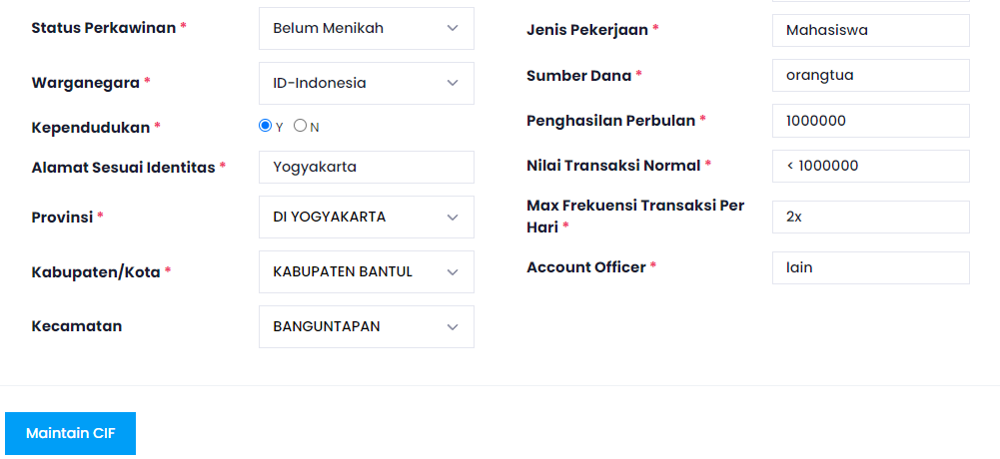 Status Perkawinan *
Belum Menikah
Warganegara *
ID-Indonesia
Kependudukan *
Y N
Alamat Sesuai Identitas *
Yogyakarta
Provinsi *
DI YOGYAKARTA
Kabupaten/Kota *
KABUPATEN BANTUL
Kecamatan
BANGUNTAPAN
Jenis Pekerjaan *
Mahasiswa
Sumber Dana *
orangtua
Penghasilan Perbulan *
1000000
Nilai Transaksi Normal *
< 1000000
Max Frekuensi Transaksi Per
Hari *
2x
Account Officer *
lain
Maintain CIF